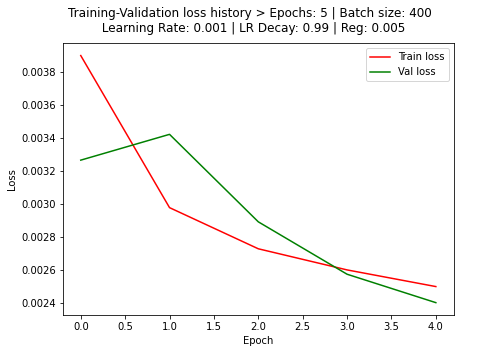 Training-Validation loss history > Epochs: 5 | Batch size: 400
Learning Rate: 0.001 | LR Decay: 0.99 | Reg: 0.005
Train loss
Val loss
0.0038
0.0036
0.0034
0.0032
0.0030
0.0028
0.0026
0.0024
Loss
0.0 0.5 1.0 1.5 2.0 2.5 3.0 3.5 4.0
Epoch